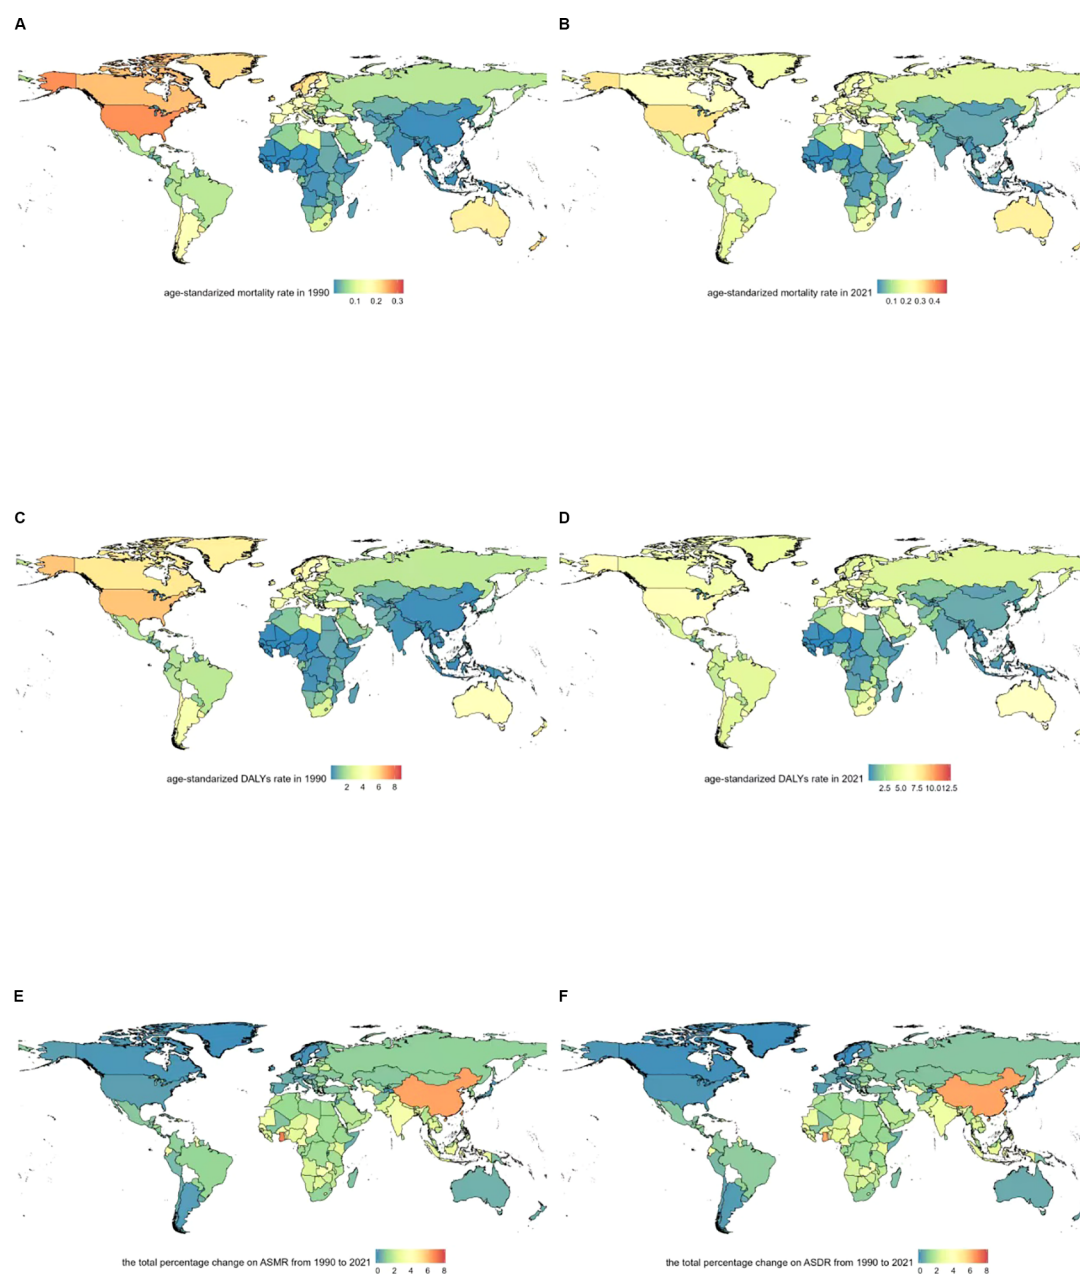 A
B
age-standarized mortality rate in 1990
0.1 0.2 0.3
age-standarized mortality rate in 2021
0.1 0.2 0.3 0.4
C
D
age-standarized DALYs rate in 1990
2 4 6 8
age-standarized DALYs rate in 2021
2.5 5.0 7.5 10.0 12.5
E
F
the total percentage change on ASMR from 1990 to 2021
0 2 4 6 8
the total percentage change on ASDR from 1990 to 2021
0 2 4 6 8